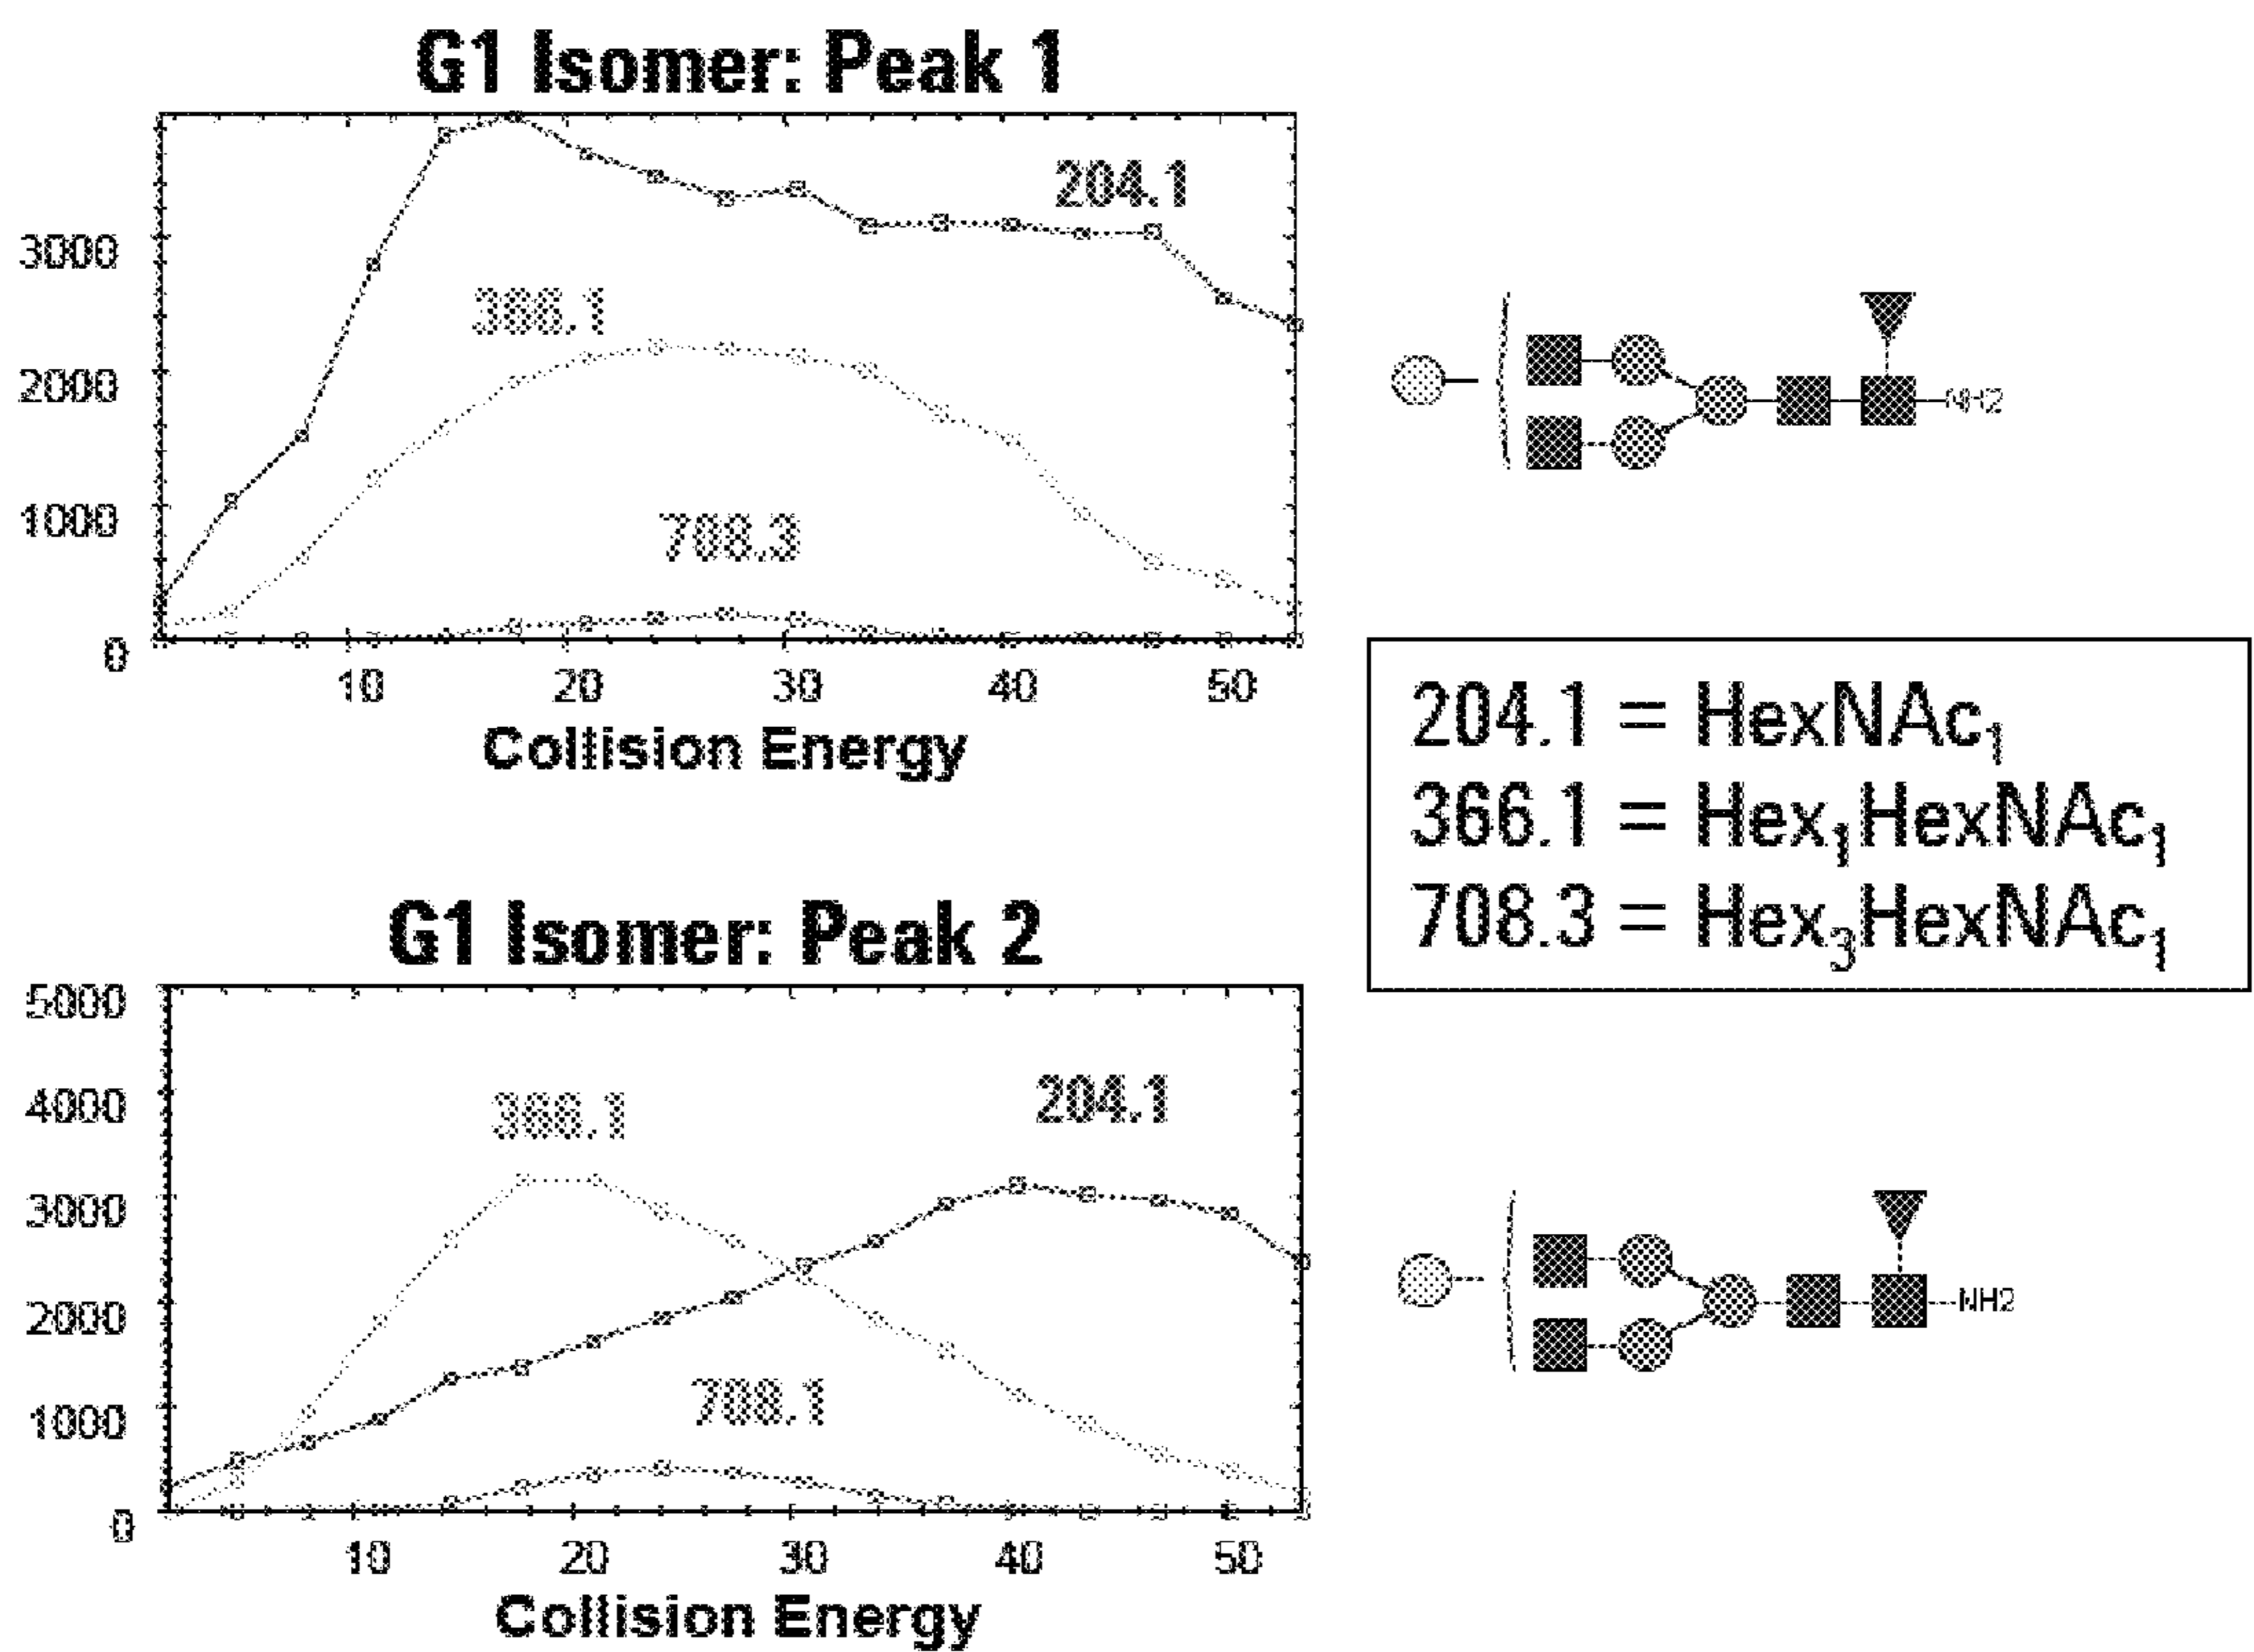 G1 Isomer: Peak 1
204.1
366.1
708.3
3000
2000
1000
0
10 20 30 40 50
Collision Energy
NH2
204.1 = HexNAc₁
366.1 = Hex₁HexNAc₁
708.3 = Hex₃HexNAc₁
G1 Isomer: Peak 2
5000
4000
3000
2000
1000
0
366.1
204.1
708.1
10 20 30 40 50
Collision Energy
NH2